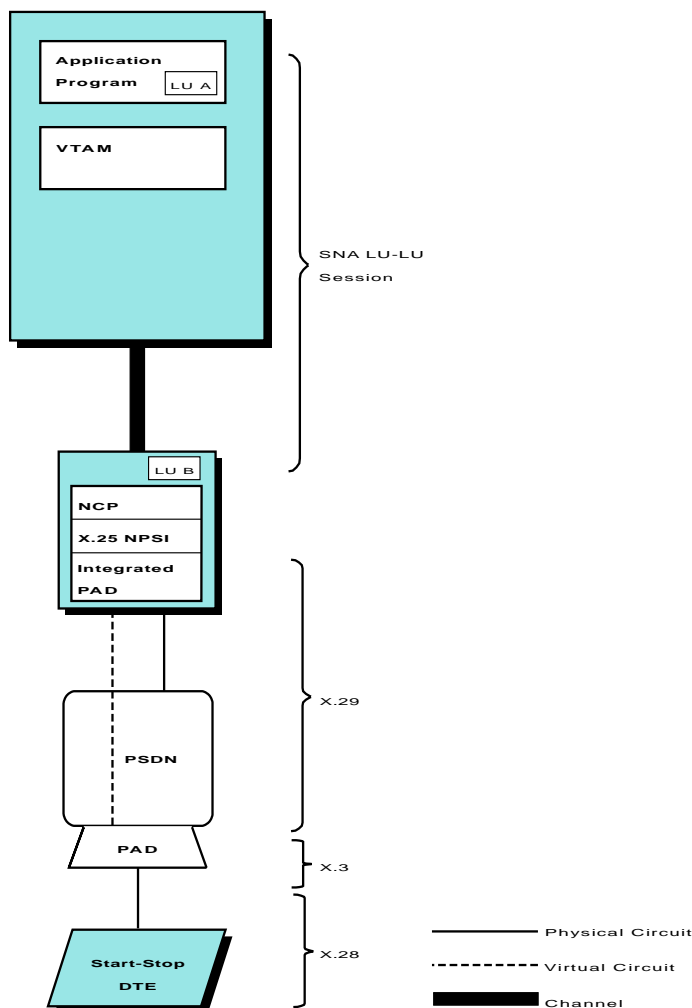 Application
Program
LU A
VTAM
SNA LU-LU
Session
LU B
NCP
X.25 NPSI
Integrated
PAD
X.29
PSDN
PAD
X.3
Start-Stop
DTE
X.28
Physical Circuit
Virtual Circuit
Channel